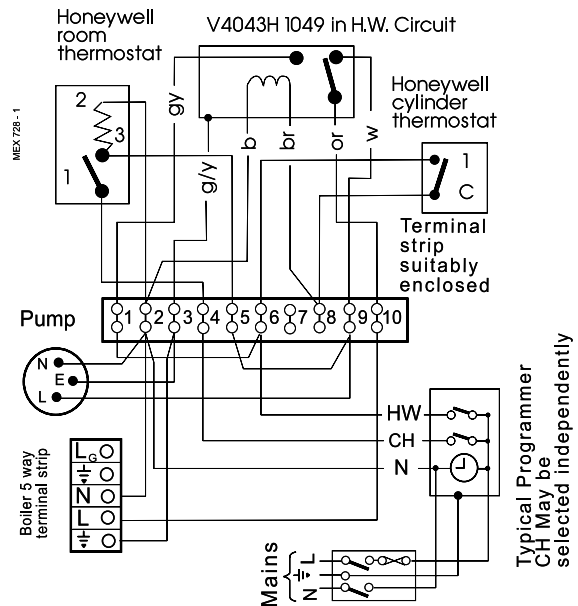 Honeywell
room
thermostat
V4043H 1049 in H.W. Circuit
Honeywell
cylinder
thermostat
MEX 728 - 1
2
3
1
gy
g/y
b
br
or
w
1
C
Terminal
strip
suitably
enclosed
1 2 3 4 5 6 7 8 9 10
Pump
N
E
L
HW
CH
N
Boiler 5 way
terminal strip
LG
N
L
Typical Programmer
CH May be
selected independently
Mains
L
N